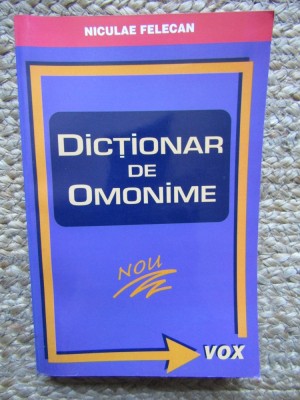 NICULAE FELECAN
DICȚIONAR
DE
OMONIME
NOU
VOX